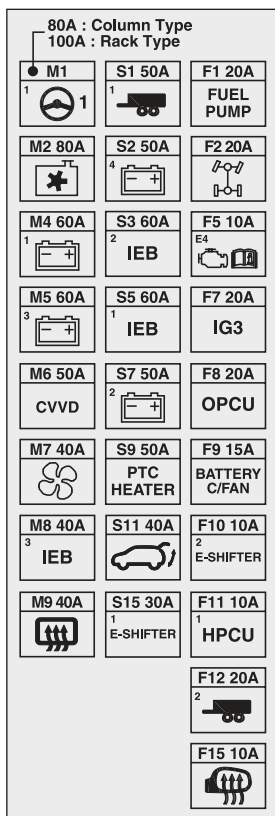 80A : Column Type
100A : Rack Type
M1 S1 50A F1 20A
1 1 1 FUEL
PUMP
M2 80A S2 50A F2 20A
4 - +
M4 60A S3 60A F5 10A
1 - + 2 IEB E4
M5 60A S5 60A F7 20A
3 - + 1 IEB IG3
M6 50A S7 50A F8 20A
CVVD 2 - + OPCU
M7 40A S9 50A F9 15A
PTC BATTERY
HEATER C/FAN
M8 40A S11 40A F10 10A
3 IEB 2 E-SHIFTER
M9 40A S15 30A F11 10A
1 E-SHIFTER 1 HPCU
F12 20A
2
F15 10A